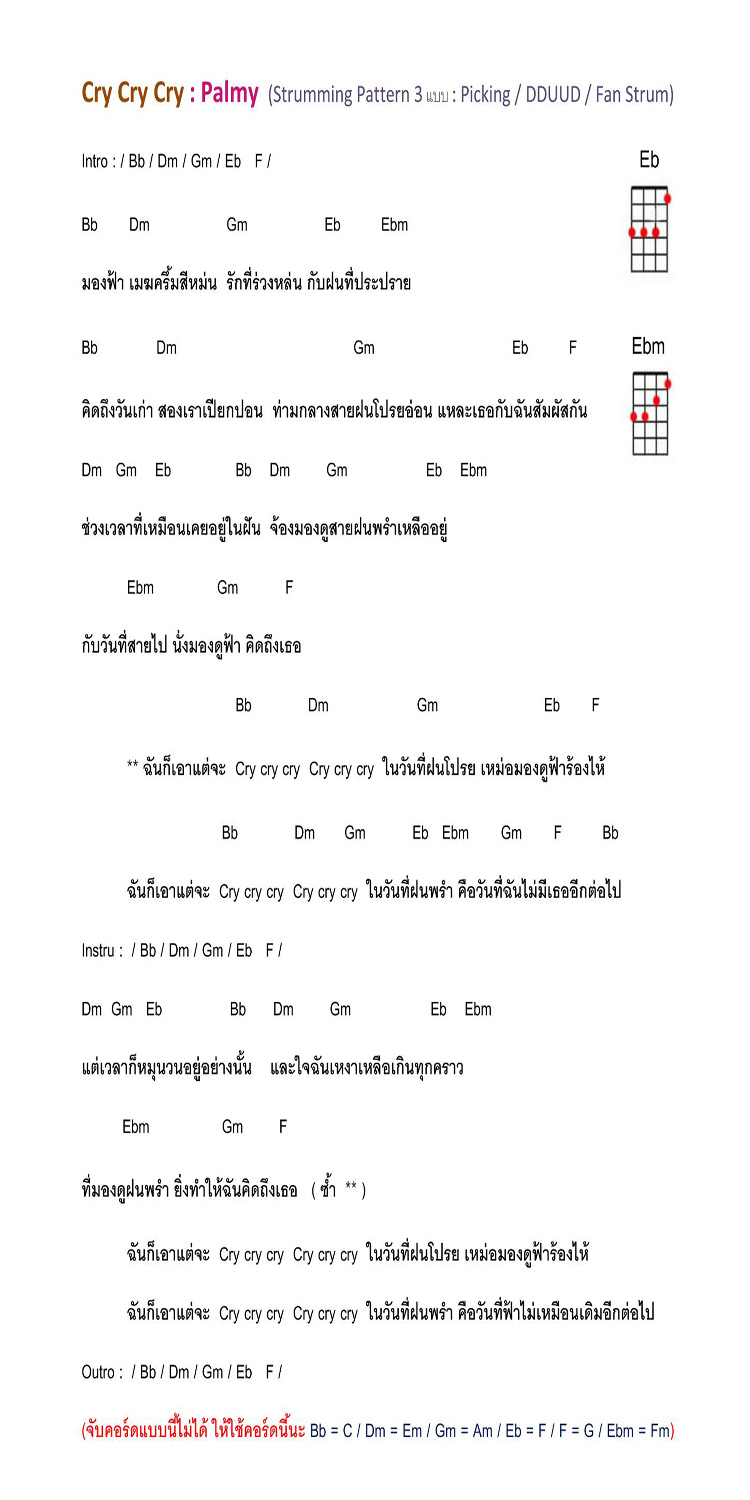 Cry Cry Cry : Palmy (Strumming Pattern 3 แบบ : Picking / DDUUD / Fan Strum)
Intro : / Bb / Dm / Gm / Eb F /
Eb
Bb Dm Gm Eb Ebm
มองฟ้า เมฆครึ้มสีหม่น รักที่ร่วงหล่น กับฝนที่ประปราย
Bb Dm Gm Eb F
Ebm
คิดถึงวันเก่า สองเราเปียกปอน ท่ามกลางสายฝนโปรยอ่อน แหละเธอกับฉันสัมผัสกัน
Dm Gm Eb Bb Dm Gm Eb Ebm
ช่วงเวลาที่เหมือนเคยอยู่ในฝัน จ้องมองดูสายฝนพรำเหลืออยู่
Ebm Gm F
กับวันที่สายไป นั่งมองดูฟ้า คิดถึงเธอ
Bb Dm Gm Eb F
** ฉันก็เอาแต่จะ Cry cry cry Cry cry cry ในวันที่ฝนโปรย เหม่อมองดูฟ้าร้องไห้
Bb Dm Gm Eb Ebm Gm F Bb
ฉันก็เอาแต่จะ Cry cry cry Cry cry cry ในวันที่ฝนพรำ คือวันที่ฉันไม่มีเธออีกต่อไป
Instru : / Bb / Dm / Gm / Eb F /
Dm Gm Eb Bb Dm Gm Eb Ebm
แต่เวลาก็หมุนวนอยู่อย่างนั้น และใจฉันเหงาเหลือเกินทุกคราว
Ebm Gm F
ที่มองดูฝนพรำ ยิ่งทำให้ฉันคิดถึงเธอ ( ซ้ำ ** )
ฉันก็เอาแต่จะ Cry cry cry Cry cry cry ในวันที่ฝนโปรย เหม่อมองดูฟ้าร้องไห้
ฉันก็เอาแต่จะ Cry cry cry Cry cry cry ในวันที่ฝนพรำ คือวันที่ฟ้าไม่เหมือนเดิมอีกต่อไป
Outro : / Bb / Dm / Gm / Eb F /
(จับคอร์ดแบบนี้ไม่ได้ ให้ใช้คอร์ดนี้นะ Bb = C / Dm = Em / Gm = Am / Eb = F / F = G / Ebm = Fm)